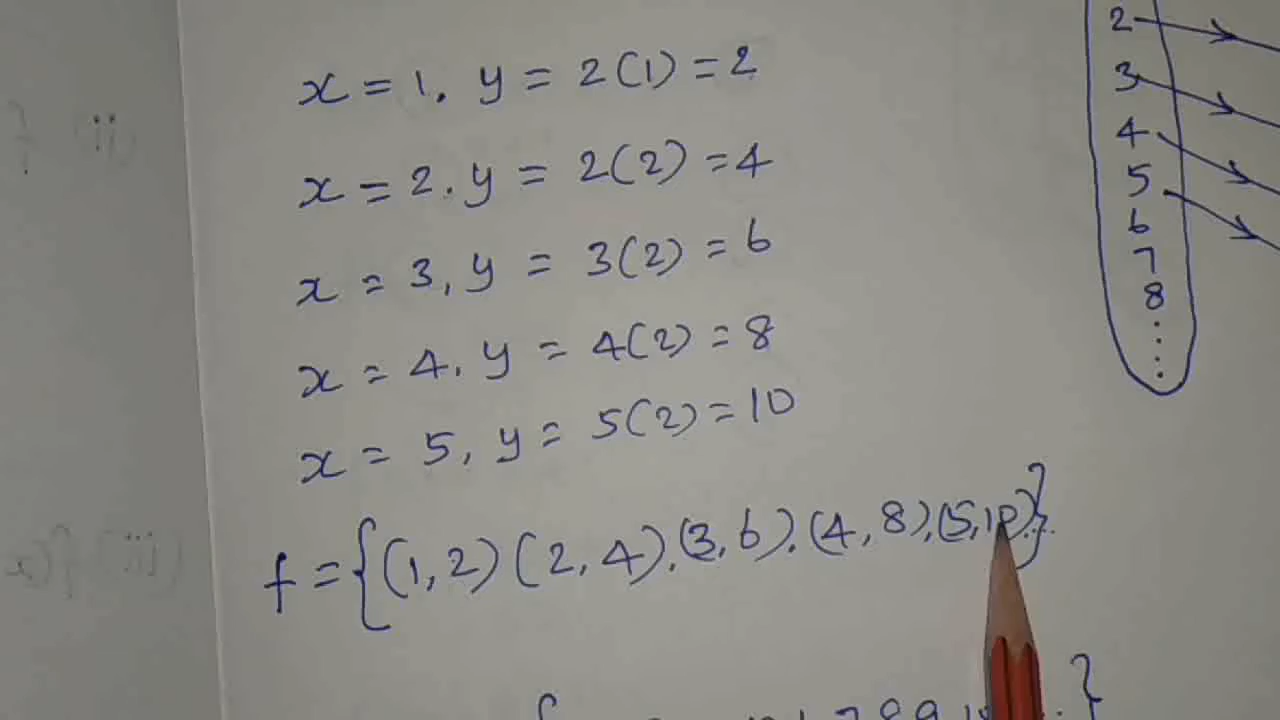 x = 1. y = 2(1) = 2
x = 2. y = 2(2) = 4
x = 3, y = 3(2) = 6
x = 4. y = 4(2) = 8
x = 5, y = 5(2) = 10
f = {(1,2) (2,4), (3,6), (4,8), (5,10)...}
2
3
4
5
6
7
8